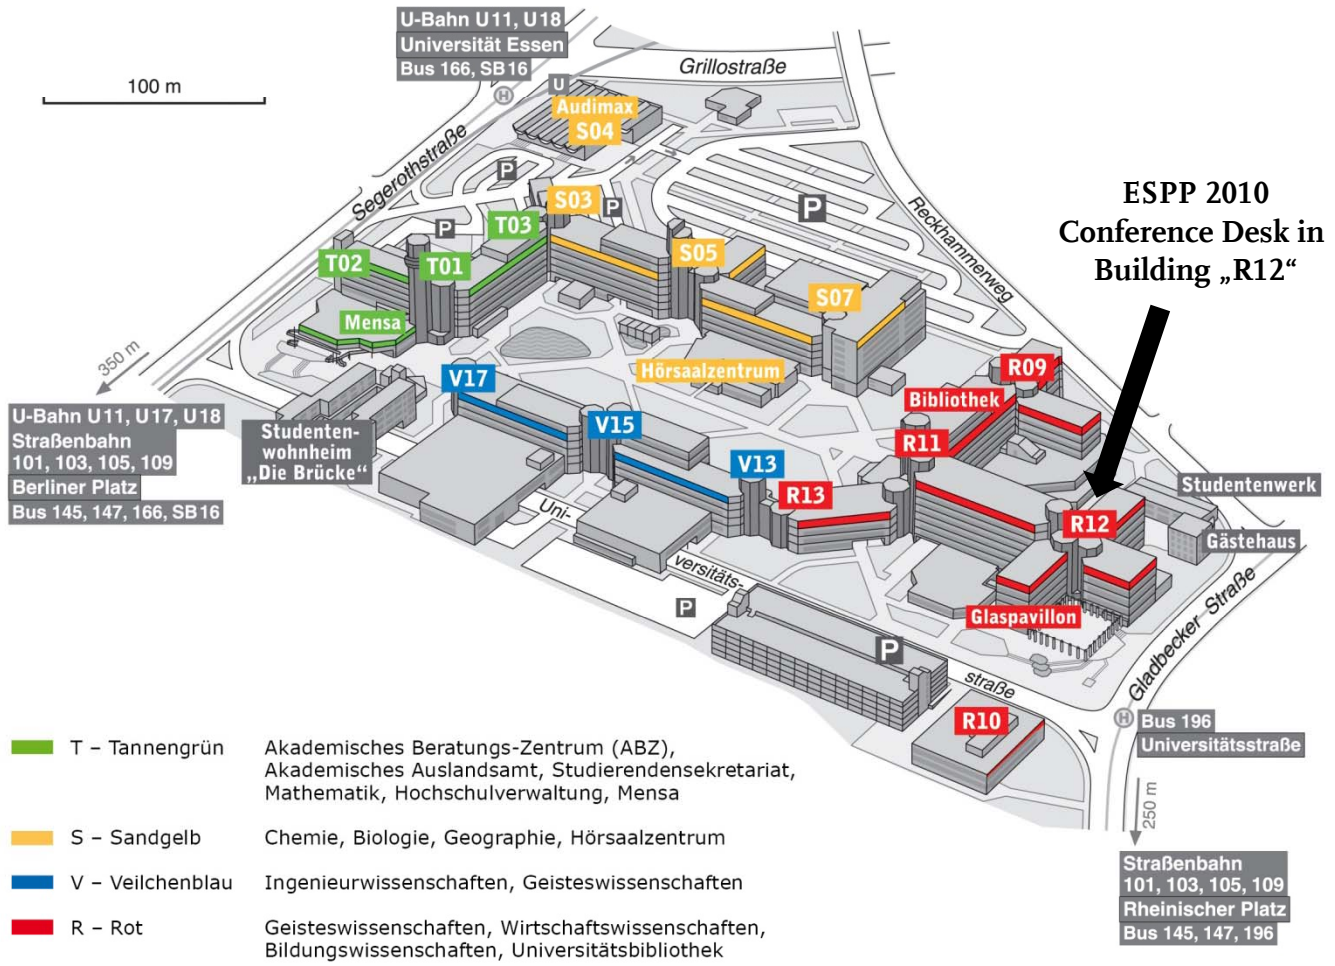 U-Bahn U11, U18
Universität Essen
Bus 166, SB16
H
U
Grillostraße
100 m
Audimax
S04
Segerothstraße
P
S03
P
P
P
T03
T02
T01
S05
S07
Reckhammerweg
ESPP 2010
Conference Desk in
Building „R12“
Mensa
Hörsaalzentrum
350 m
V17
R09
Bibliothek
U-Bahn U11, U17, U18
Straßenbahn
101, 103, 105, 109
Berliner Platz
Bus 145, 147, 166, SB16
Studenten-
wohnheim
„Die Brücke“
V15
R11
V13
R13
Studentenwerk
R12
Gästehaus
Uni-
versitäts-
straße
P
P
Glaspavillon
Gladbecker Straße
R10
H
Bus 196
Universitätsstraße
250 m
Straßenbahn
101, 103, 105, 109
Rheinischer Platz
Bus 145, 147, 196
T – Tannengrün
Akademisches Beratungs-Zentrum (ABZ),
Akademisches Auslandsamt, Studierendensekretariat,
Mathematik, Hochschulverwaltung, Mensa
S – Sandgelb
Chemie, Biologie, Geographie, Hörsaalzentrum
V – Veilchenblau
Ingenieurwissenschaften, Geisteswissenschaften
R – Rot
Geisteswissenschaften, Wirtschaftswissenschaften,
Bildungswissenschaften, Universitätsbibliothek